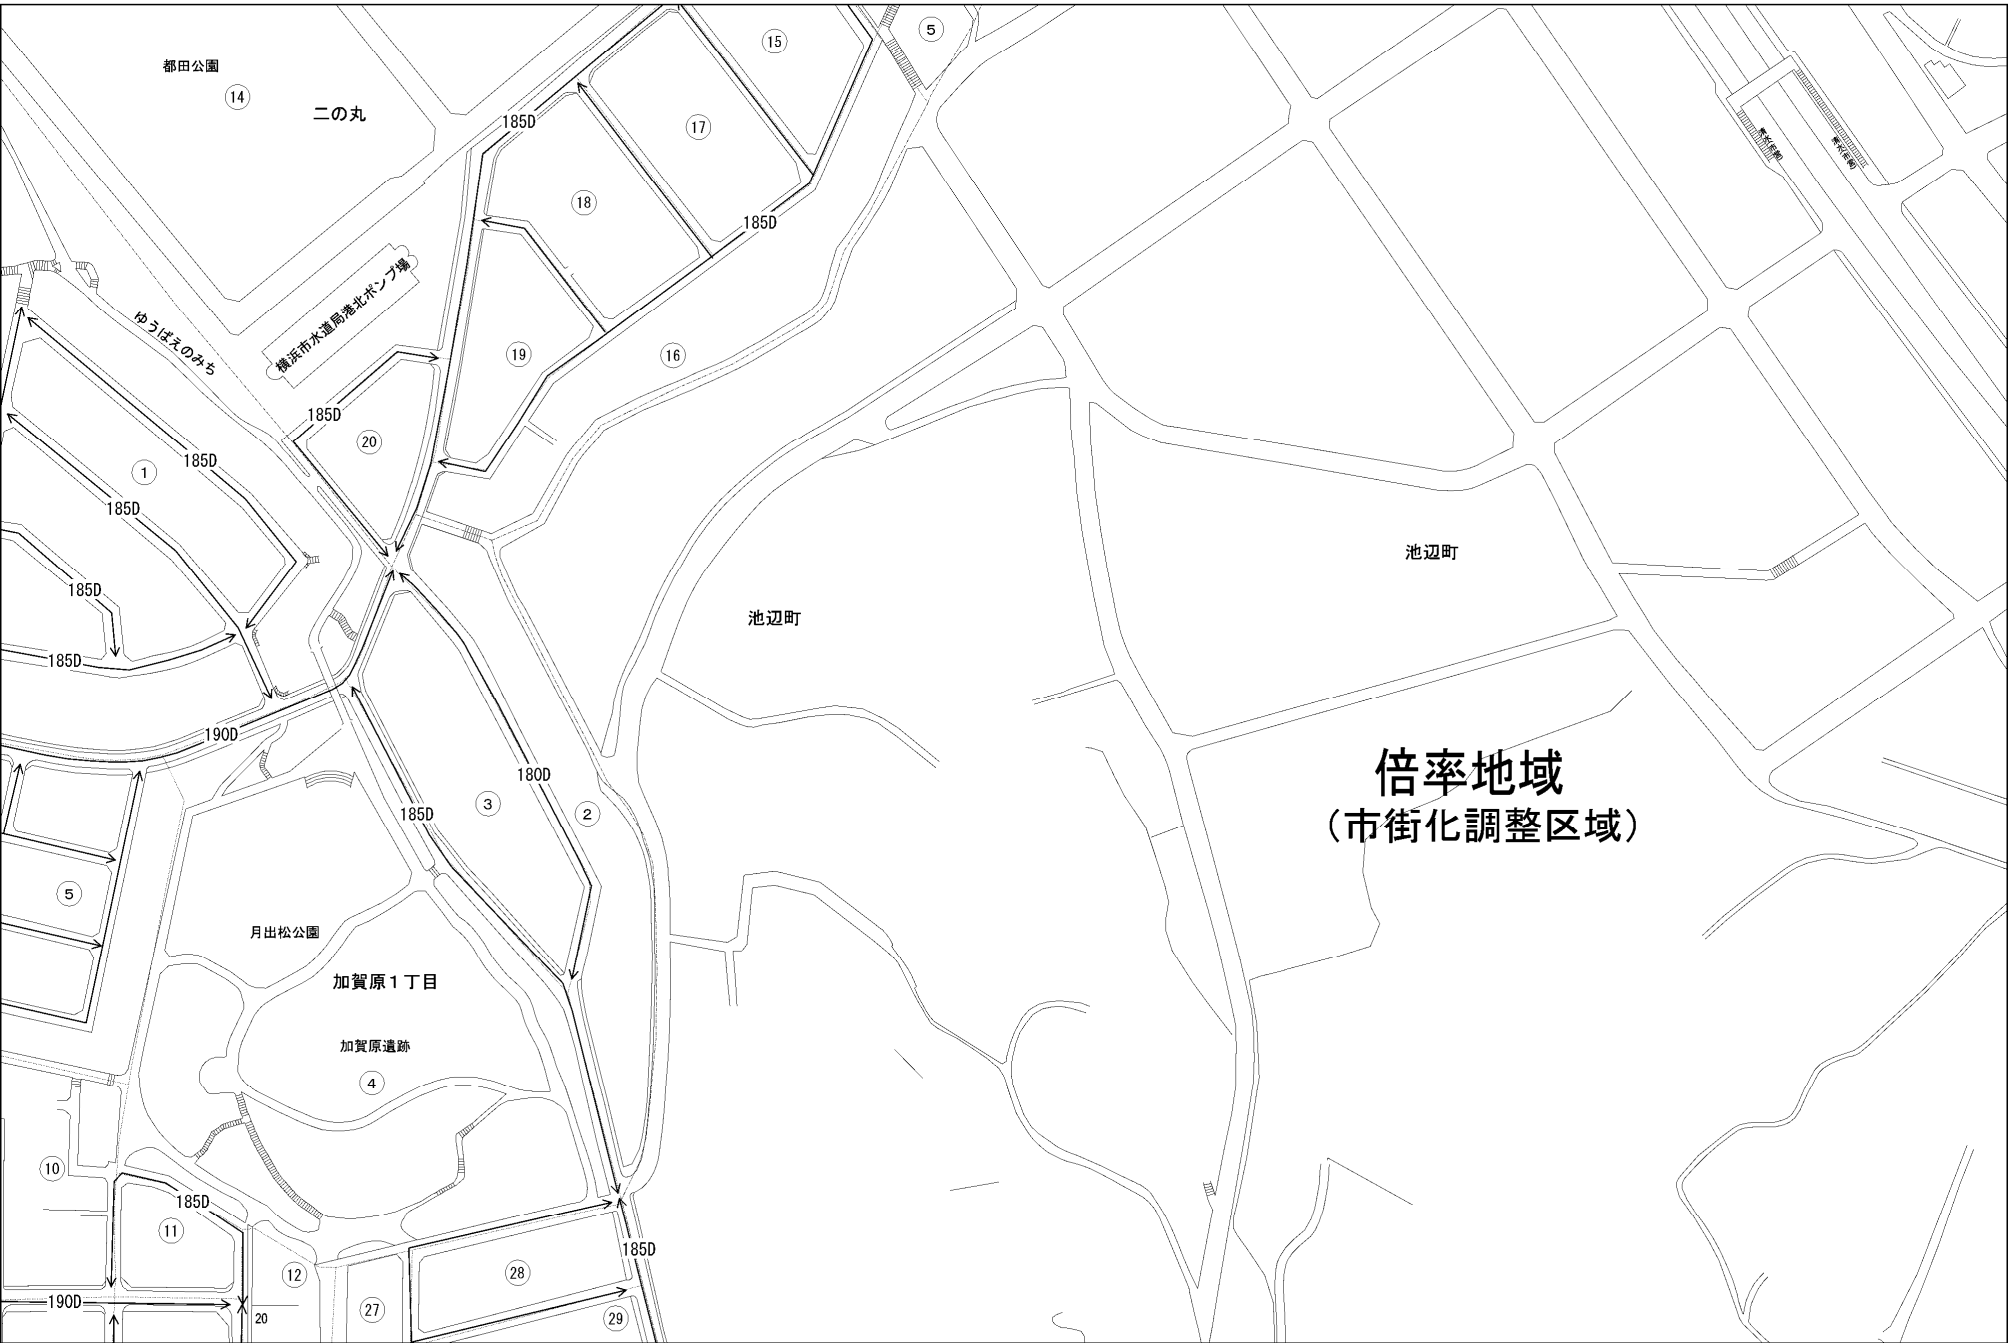 15
5
都田公園
14
二の丸
185D
17
18
185D
横浜市水道局港北ポンプ場
ゆうばえのみち
19
16
185D
20
185D
1
185D
池辺町
185D
池辺町
185D
190D
180D
倍率地域
3
185D
2
(市街化調整区域)
5
月出松公園
加賀原1丁目
加賀原遺跡
4
10
185D
11
185D
12
28
190D
27
20
29